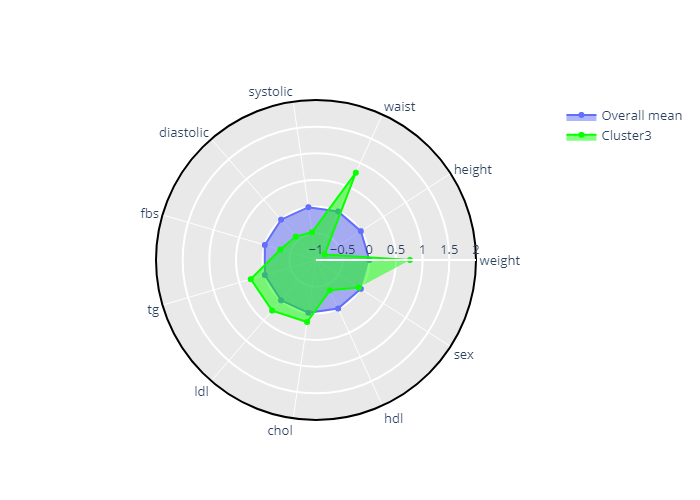 systolic
waist
diastolic
height
fbs
−1 −0.5 0 0.5 1 1.5 2
weight
tg
sex
ldl
hdl
chol
Overall mean
Cluster3